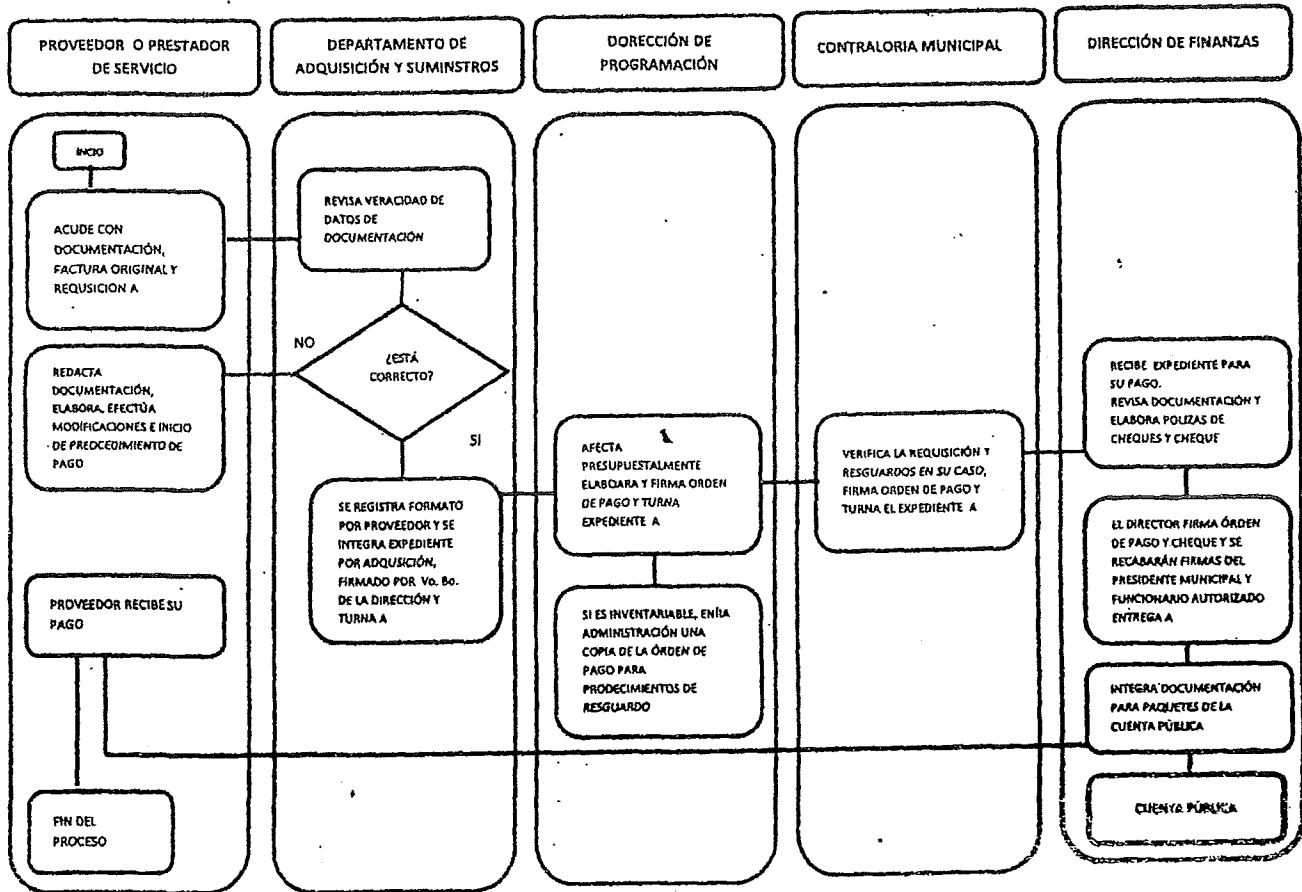 PROVEEDOR O PRESTADOR
DE SERVICIO
DEPARTAMENTO DE
ADQUISICIÓN Y SUMINSTROS
DORECCIÓN DE
PROGRAMACIÓN
CONTRALORIA MUNICIPAL
DIRECCIÓN DE FINANZAS
INCIO
ACUDE CON
DOCUMENTACIÓN,
FACTURA ORIGINAL Y
REQUSICION A
REDACTA
DOCUMENTACIÓN,
ELABORA, EFECTÚA
MODIFICACIONES E INICIO
DE PREDCEDIMIENTO DE
PAGO
PROVEEDOR RECIBE SU
PAGO
FIN DEL
PROCESO
REVISA VERACIDAD DE
DATOS DE
DOCUMENTACIÓN
NO
¿ESTÁ
CORRECTO?
SI
SE REGISTRA FORMATO
POR PROVEEDOR Y SE
INTEGRA EXPEDIENTE
POR ADQUSICIÓN,
FIRMADO POR Vo. Bo.
DE LA DIRECCIÓN Y
TURNA A
AFECTA
PRESUPUESTALMENTE
ELABOARA Y FIRMA ORDEN
DE PAGO Y TURNA
EXPEDIENTE A
SI ES INVENTARIABLE, ENÍIA
ADMINISTRACIÓN UNA
COPIA DE LA ÓRDEN DE
PAGO PARA
PRODECIMIENTOS DE
RESGUARDO
VERIFICA LA REQUISICIÓN Y
RESGUARDOS EN SU CASO,
FIRMA ORDEN DE PAGO Y
TURNA EL EXPEDIENTE A
RECIBE EXPEDIENTE PARA
SU PAGO.
REVISA DOCUMENTACIÓN Y
ELABORA POLIZAS DE
CHEQUES Y CHEQUE
EL DIRECTOR FIRMA ÓRDEN
DE PAGO Y CHEQUE Y SE
RECABARÁN FIRMAS DEL
PRESIDENTE MUNICIPAL Y
FUNCIONARIO AUTORIZADO
ENTREGA A
INTEGRA DOCUMENTACIÓN
PARA PAQUETES DE LA
CUENTA PÚBLICA
CUENTA PÚBLICA